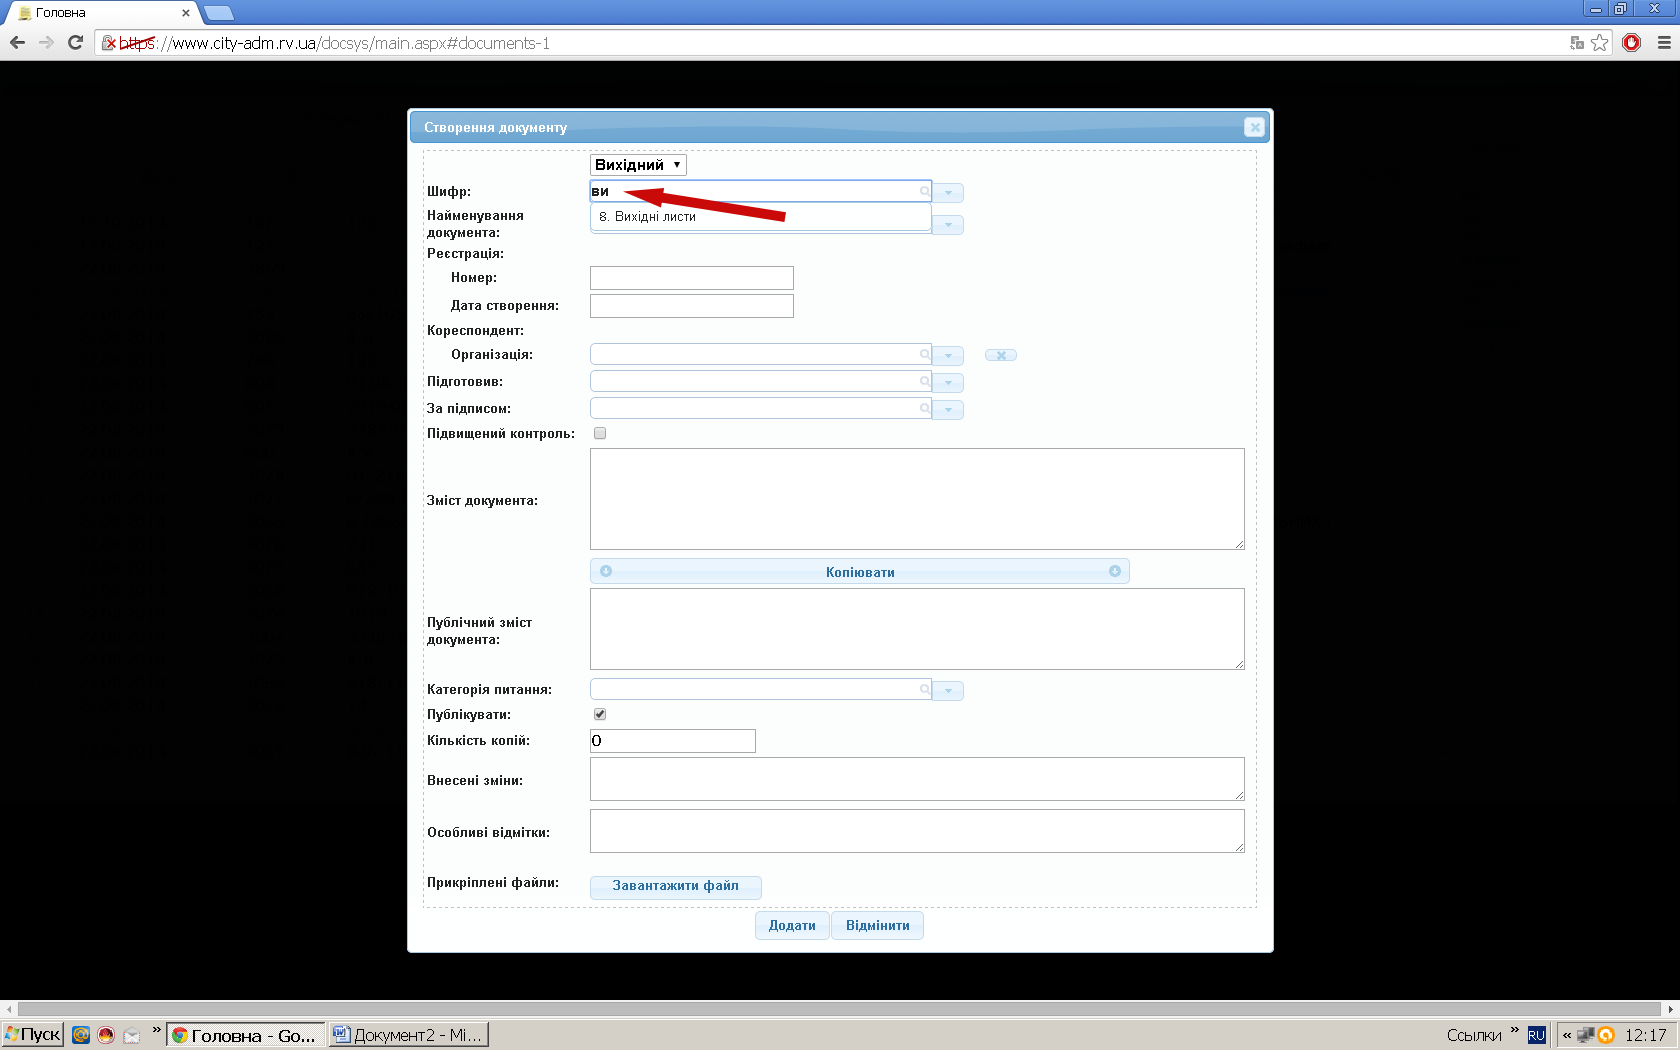 Головна
https://www.city-adm.rv.ua/docsys/main.aspx#documents-1
Створення документу
Вихідний
Шифр:
ви
8. Вихідні листи
Найменування
документа:
Реєстрація:
Номер:
Дата створення:
Кореспондент:
Організація:
Підготовив:
За підписом:
Підвищений контроль:
Зміст документа:
Копіювати
Публічний зміст
документа:
Категорія питання:
Публікувати:
Кількість копій:
0
Внесені зміни:
Особливі відмітки:
Прикріплені файли:
Завантажити файл
Додати
Відмінити
Пуск
Головна - Go...
Документ2 - Mi...
Ссылки
RU
12:17